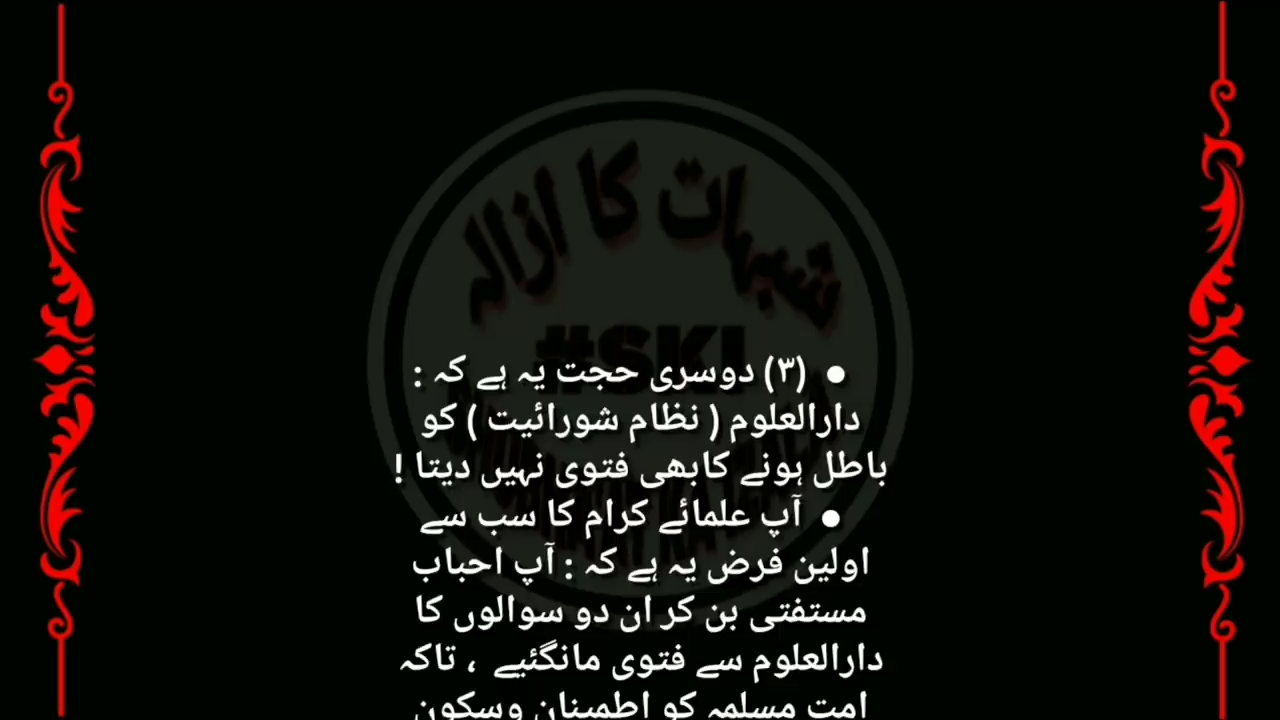 شبہات کا ازالہ
#SKI
● (۳) دوسری حجت یہ ہے کہ :
دارالعلوم ( نظام شورائیت ) کو
باطل ہونے کابھی فتوی نہیں دیتا !
● آپ علمائے کرام کا سب سے
اولین فرض یہ ہے کہ : آپ احباب
مستفتی بن کر ان دو سوالوں کا
دارالعلوم سے فتوی مانگئیے ، تاکہ
امت مسلمہ کو اطمینان وسکون